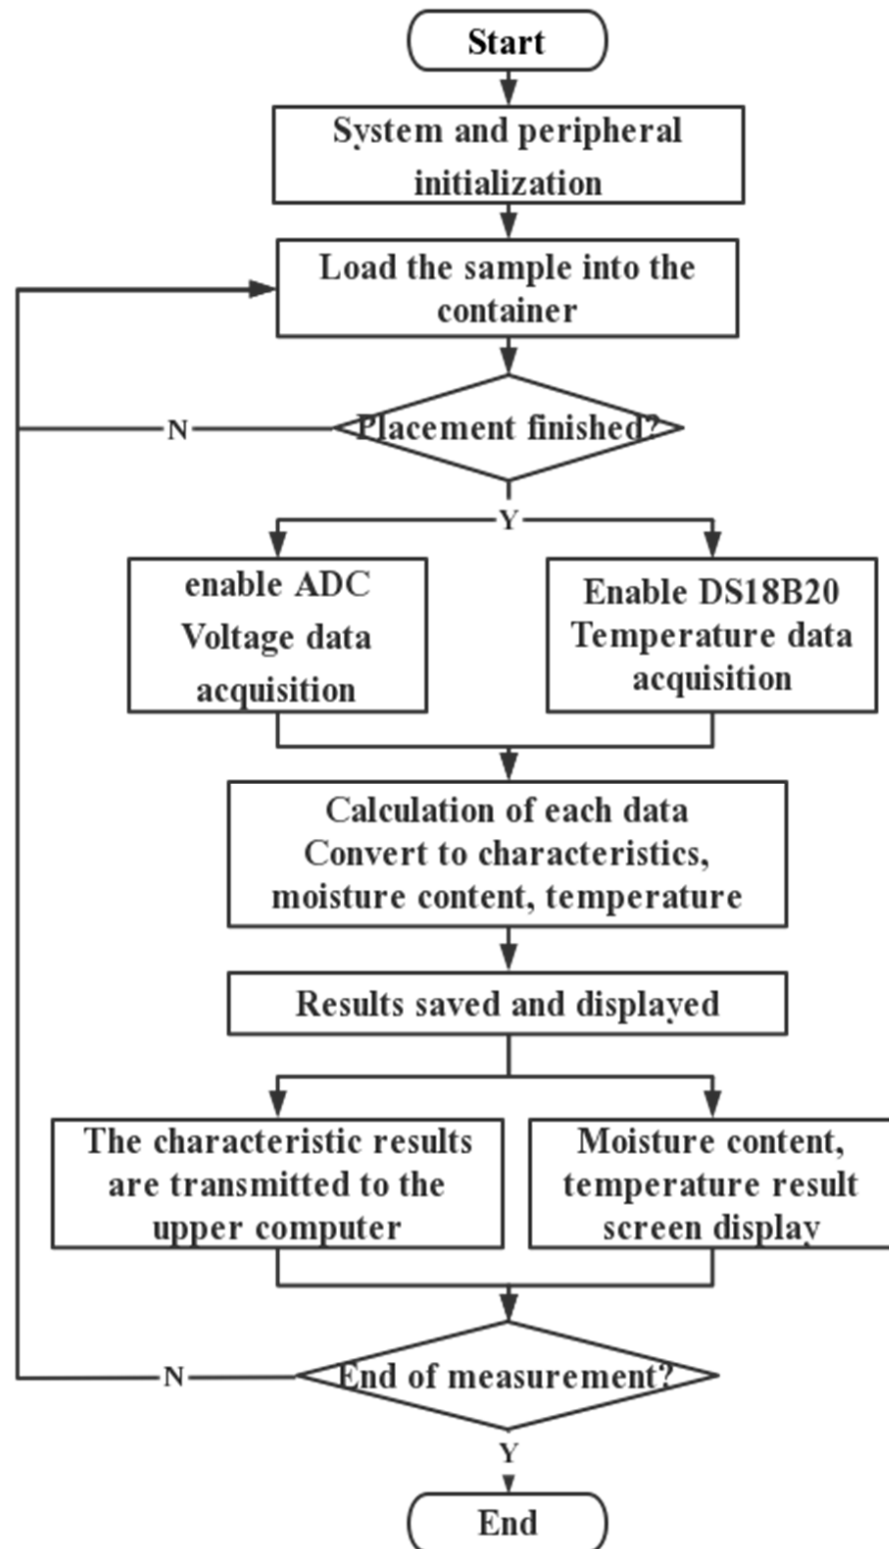 Start
System and peripheral
initialization
Load the sample into the
container
Placement finished?
N
Y
enable ADC
Voltage data
acquisition
Enable DS18B20
Temperature data
acquisition
Calculation of each data
Convert to characteristics,
moisture content, temperature
Results saved and displayed
The characteristic results
are transmitted to the
upper computer
Moisture content,
temperature result
screen display
End of measurement?
N
Y
End